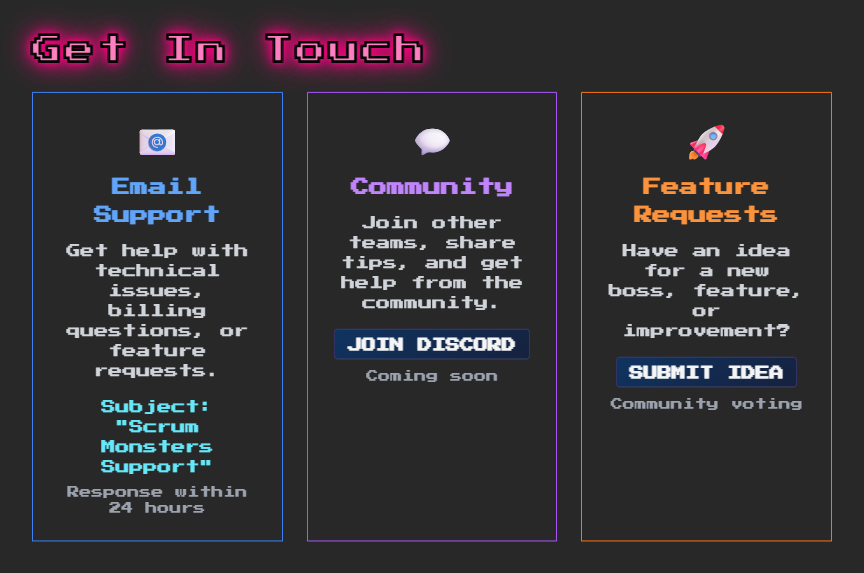 Get In Touch
Email
Support
Get help with
technical
issues,
billing
questions, or
feature
requests.
Subject:
"Scrum
Monsters
Support"
Response within
24 hours
Community
Join other
teams, share
tips, and get
help from the
community.
JOIN DISCORD
Coming soon
Feature
Requests
Have an idea
for a new
boss, feature,
or
improvement?
SUBMIT IDEA
Community voting